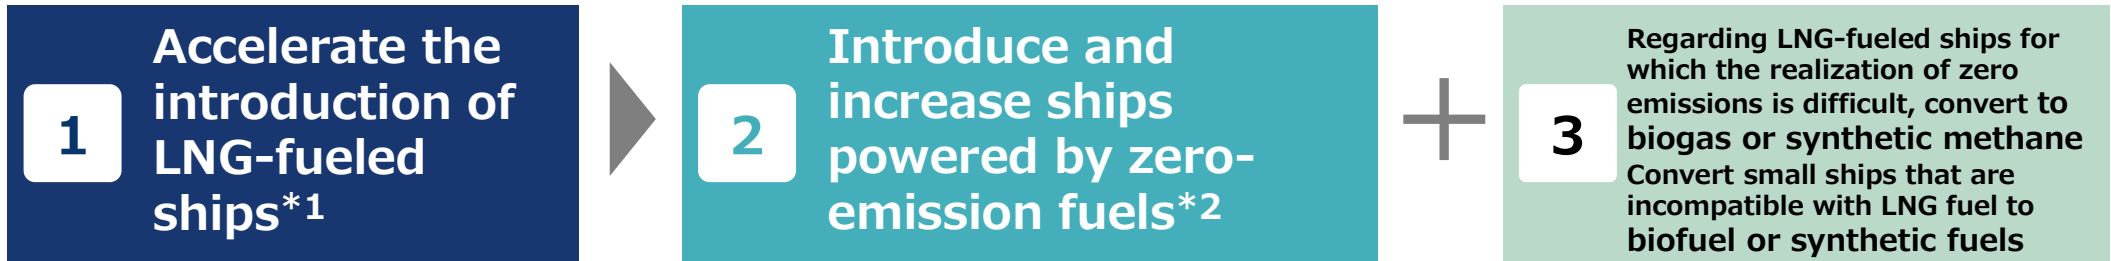 1
Accelerate the
introduction of
LNG-fueled
ships*1
2
Introduce and
increase ships
powered by zero-
emission fuels*2
3
Regarding LNG-fueled ships for
which the realization of zero
emissions is difficult, convert to
biogas or synthetic methane
Convert small ships that are
incompatible with LNG fuel to
biofuel or synthetic fuels